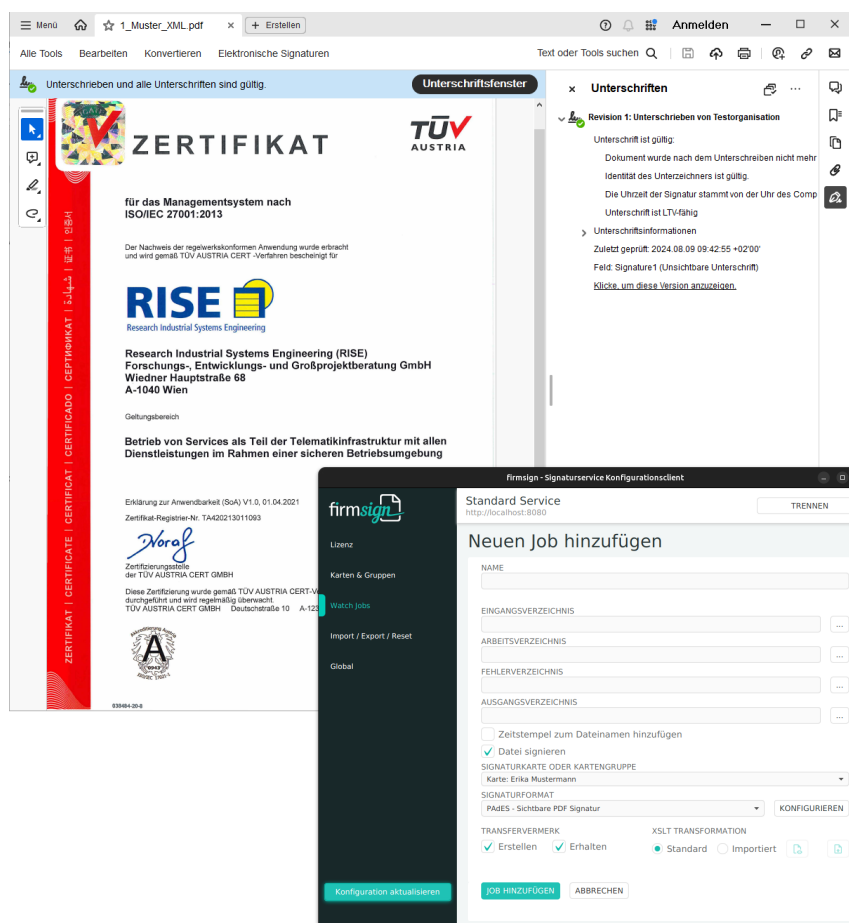 Menü
1_Muster_XML.pdf
× + Erstellen
Anmelden
Alle Tools Bearbeiten Konvertieren Elektronische Signaturen
Text oder Tools suchen
Unterschrieben und alle Unterschriften sind gültig.
Unterschriftsfenster
ZERTIFIKAT
TÜV
AUSTRIA
für das Managementsystem nach
ISO/IEC 27001:2013
Der Nachweis der regelwerkskonformen Anwendung wurde erbracht
und wird gemäß TÜV AUSTRIA CERT -Verfahren bescheinigt für
RISE
Research Industrial Systems Engineering
Research Industrial Systems Engineering (RISE)
Forschungs-, Entwicklungs- und Großprojektberatung GmbH
Wiedner Hauptstraße 68
A-1040 Wien
Geltungsbereich
Betrieb von Services als Teil der Telematikinfrastruktur mit allen
Dienstleistungen im Rahmen einer sicheren Betriebsumgebung
Erklärung zur Anwendbarkeit (SoA) V1.0, 01.04.2021
Zertifikat-Registrier-Nr. TA420213011093
Zertifizierungsstelle
der TÜV AUSTRIA CERT GMBH
Diese Zertifizierung wurde gemäß TÜV AUSTRIA CERT-V
durchgeführt und wird regelmäßig überwacht.
TÜV AUSTRIA CERT GMBH Deutschstraße 10 A-123
ZERTIFIKAT | CERTIFICATE | CERTIFICAT | CERTIFICADO | СЕРТИФИКАТ | شهادة | 证书 | 인증서
Unterschriften
Revision 1: Unterschrieben von Testorganisation
Unterschrift ist gültig:
Dokument wurde nach dem Unterschreiben nicht mehr
Identität des Unterzeichners ist gültig.
Die Uhrzeit der Signatur stammt von der Uhr des Comp
Unterschrift ist LTV-fähig
Unterschriftsinformationen
Zuletzt geprüft: 2024.08.09 09:42:55 +02'00'
Feld: Signature1 (Unsichtbare Unterschrift)
Klicke, um diese Version anzuzeigen.
firmsign - Signaturservice Konfigurationsclient
firmsign
Lizenz
Karten & Gruppen
Watch Jobs
Import / Export / Reset
Global
Konfiguration aktualisieren
Standard Service
http://localhost:8080
TRENNEN
Neuen Job hinzufügen
NAME
EINGANGSVERZEICHNIS
...
ARBEITSVERZEICHNIS
...
FEHLERVERZEICHNIS
...
AUSGANGSVERZEICHNIS
...
Zeitstempel zum Dateinamen hinzufügen
Datei signieren
SIGNATURKARTE ODER KARTENGRUPPE
Karte: Erika Mustermann
SIGNATURFORMAT
PAdES - Sichtbare PDF Signatur
KONFIGURIEREN
TRANSFERVERMERK XSLT TRANSFORMATION
Erstellen Erhalten Standard Importiert
JOB HINZUFÜGEN ABBRECHEN